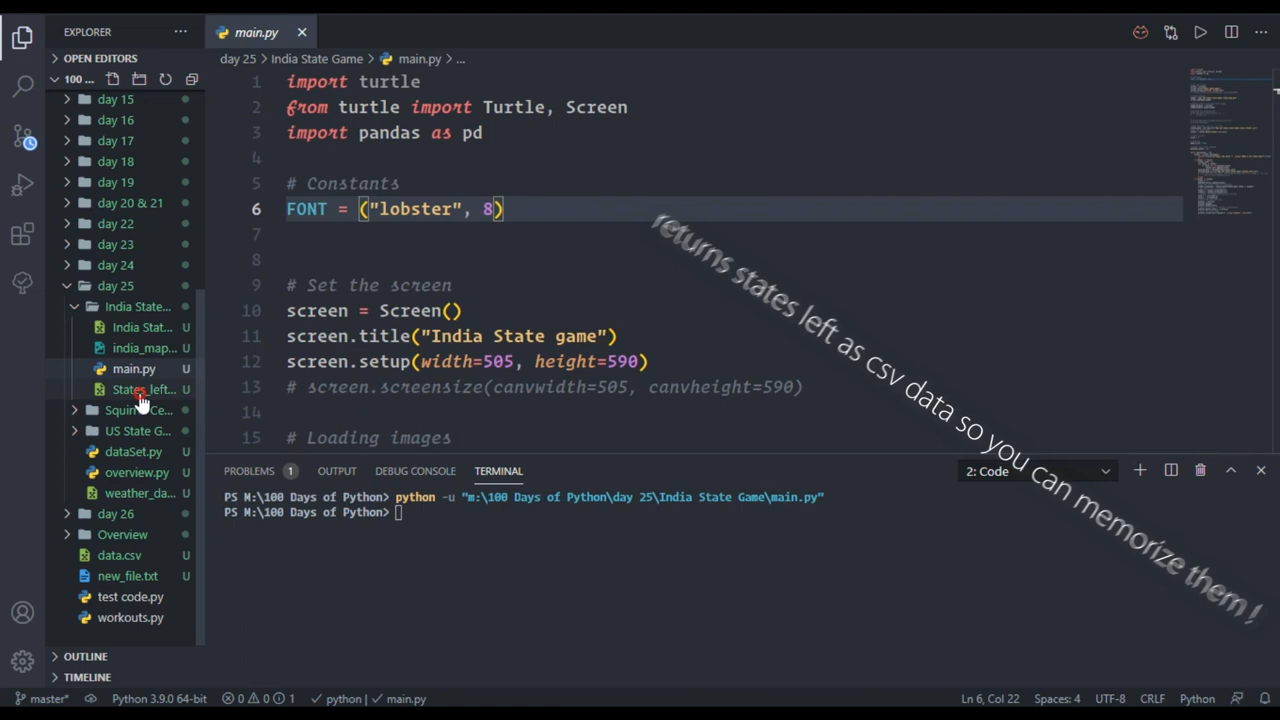 EXPLORER
main.py
OPEN EDITORS
day 25 > India State Game > main.py > ...
100 ...
day 15
day 16
day 17
day 18
day 19
day 20 & 21
day 22
day 23
day 24
day 25
India State...
India Stat... U
india_map... U
main.py U
States_left... U
Squirr Ce...
US State G...
dataSet.py U
overview.py U
weather_da... U
day 26
Overview
data.csv U
new_file.txt U
test code.py
workouts.py
OUTLINE
TIMELINE
1 import turtle
2 from turtle import Turtle, Screen
3 import pandas as pd
4
5 # Constants
6 FONT = ("lobster", 8)
7
8
9 # Set the screen
10 screen = Screen()
11 screen.title("India State game")
12 screen.setup(width=505, height=590)
13 # screen.screensize(canvwidth=505, canvheight=590)
14
15 # Loading images
returns states left as csv data so you can memorize them !
PROBLEMS 1 OUTPUT DEBUG CONSOLE TERMINAL 2: Code
PS M:\100 Days of Python> python -u "m:\100 Days of Python\day 25\India State Game\main.py"
PS M:\100 Days of Python>
master* Python 3.9.0 64-bit 0 0 1 python | main.py Ln 6, Col 22 Spaces: 4 UTF-8 CRLF Python